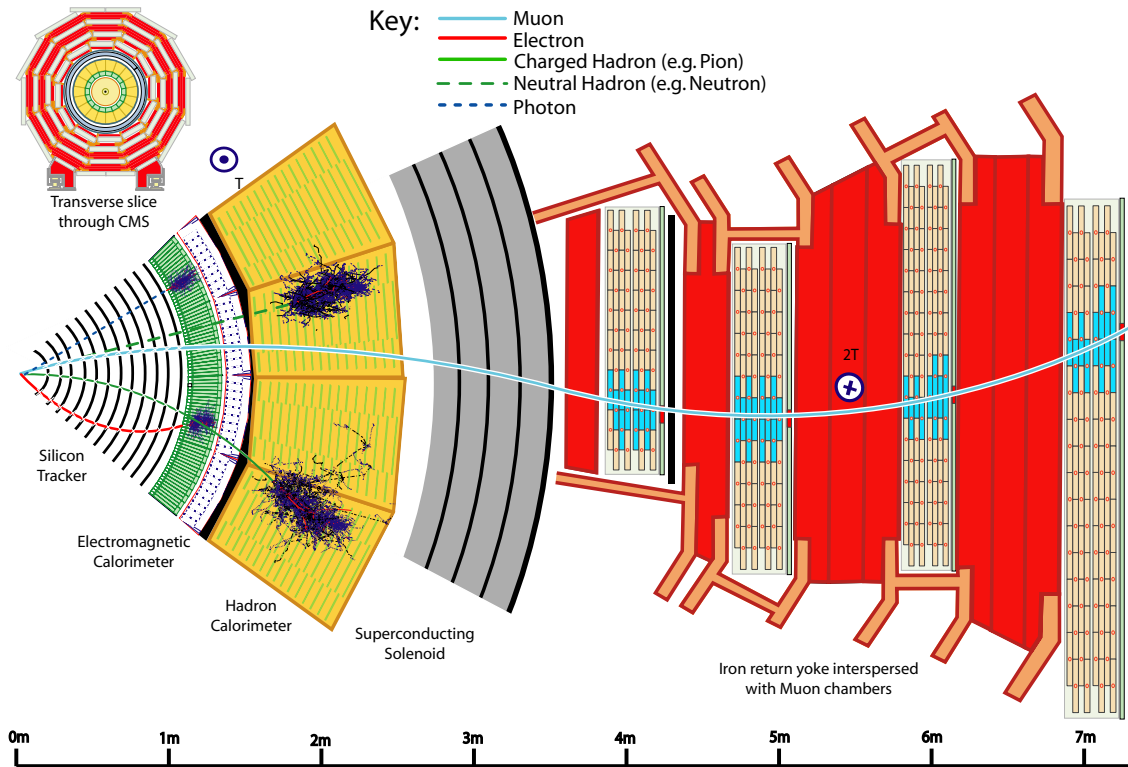 Key:
Muon
Electron
Charged Hadron (e.g. Pion)
Neutral Hadron (e.g. Neutron)
Photon
Transverse slice
through CMS
T
2T
Silicon
Tracker
Electromagnetic
Calorimeter
Hadron
Calorimeter
Superconducting
Solenoid
Iron return yoke interspersed
with Muon chambers
0m 1m 2m 3m 4m 5m 6m 7m